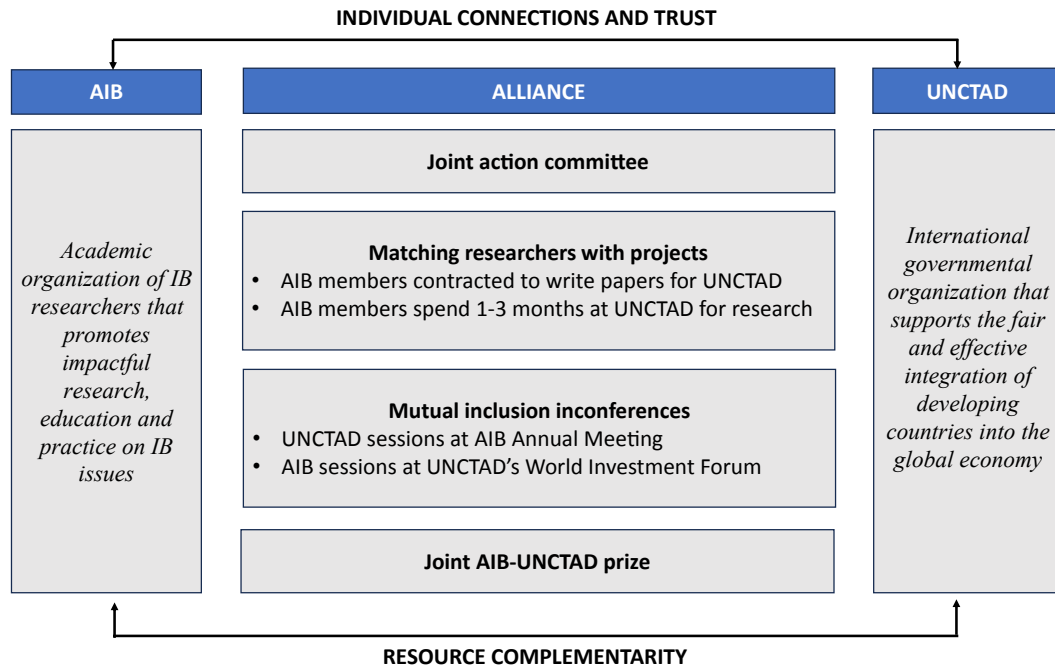 INDIVIDUAL CONNECTIONS AND TRUST
AIB
ALLIANCE
UNCTAD
Academic
organization of IB
researchers that
promotes
impactful
research,
education and
practice on IB
issues
Joint action committee
Matching researchers with projects
• AIB members contracted to write papers for UNCTAD
• AIB members spend 1-3 months at UNCTAD for research
Mutual inclusion inconferences
• UNCTAD sessions at AIB Annual Meeting
• AIB sessions at UNCTAD's World Investment Forum
Joint AIB-UNCTAD prize
International
governmental
organization that
supports the fair
and effective
integration of
developing
countries into the
global economy
RESOURCE COMPLEMENTARITY